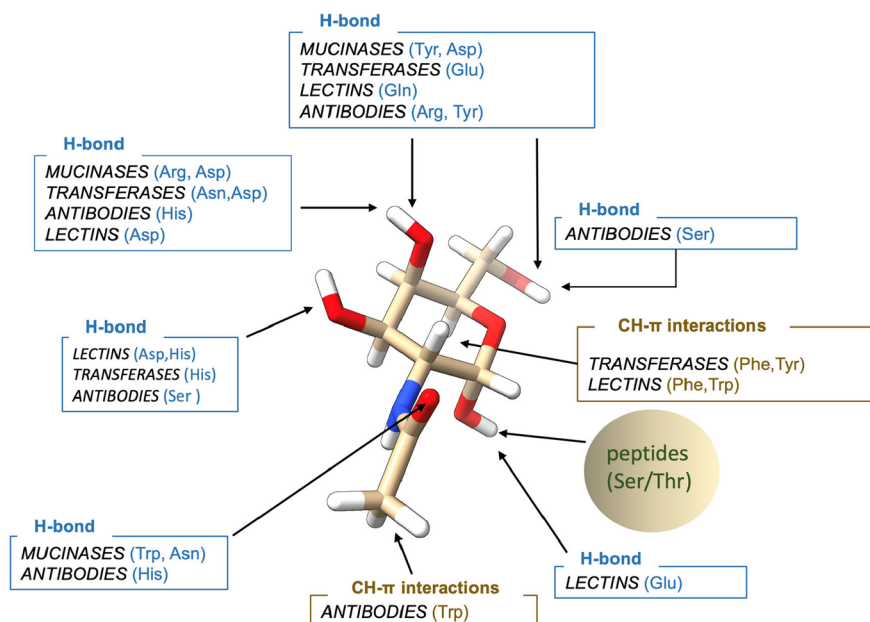 H-bond
MUCINASES (Tyr, Asp)
TRANSFERASES (Glu)
LECTINS (Gln)
ANTIBODIES (Arg, Tyr)
H-bond
MUCINASES (Arg, Asp)
TRANSFERASES (Asn,Asp)
ANTIBODIES (His)
LECTINS (Asp)
H-bond
ANTIBODIES (Ser)
H-bond
LECTINS (Asp,His)
TRANSFERASES (His)
ANTIBODIES (Ser )
CH-π interactions
TRANSFERASES (Phe,Tyr)
LECTINS (Phe,Trp)
peptides
(Ser/Thr)
H-bond
MUCINASES (Trp, Asn)
ANTIBODIES (His)
CH-π interactions
ANTIBODIES (Trp)
H-bond
LECTINS (Glu)